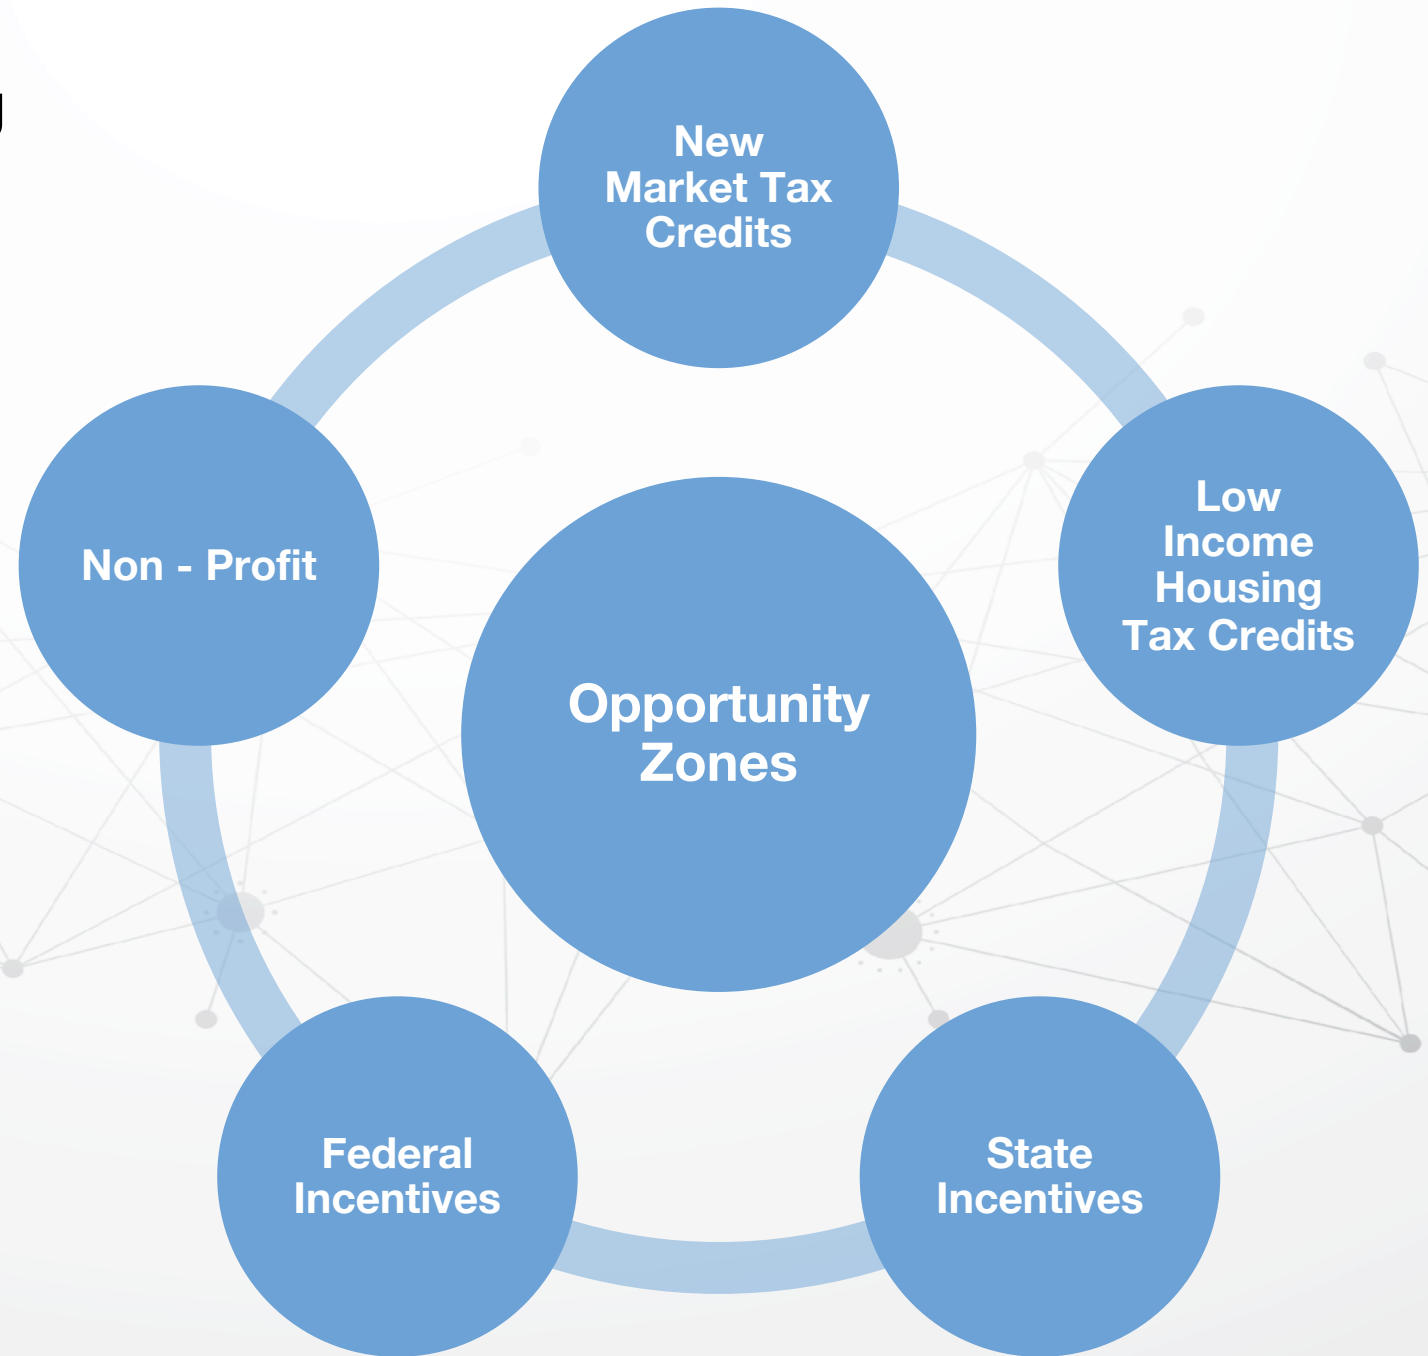 New
Market Tax
Credits
Low
Income
Housing
Tax Credits
Non - Profit
Opportunity
Zones
Federal
Incentives
State
Incentives